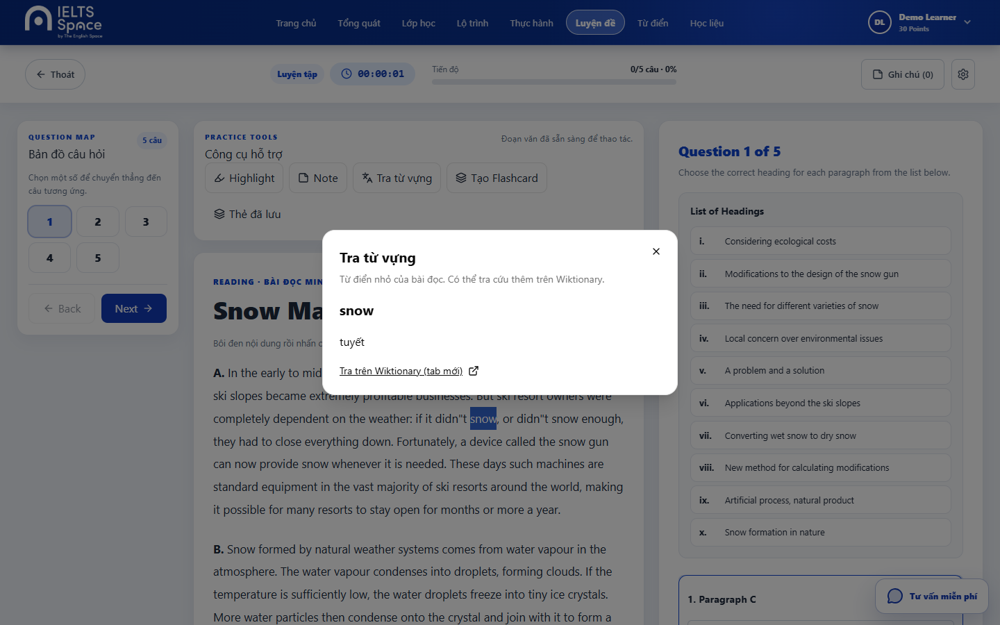 IELTS
Space
by The English Space
Trang chủ
Tổng quát
Lớp học
Lộ trình
Thực hành
Luyện đề
Từ điển
Học liệu
DL
Demo Learner
30 Points
Thoát
Luyện tập
00:00:01
Tiến độ
0/5 câu · 0%
Ghi chú (0)
QUESTION MAP
Bản đồ câu hỏi
5 câu
Chọn một số để chuyển thẳng đến
câu tương ứng.
1
2
3
4
5
Back
Next
PRACTICE TOOLS
Công cụ hỗ trợ
Đoạn văn đã sẵn sàng để thao tác.
Highlight
Note
Tra từ vựng
Tạo Flashcard
Thẻ đã lưu
READING · BÀI ĐỌC MIN
Snow Ma
Bôi đen nội dung rồi nhấn
A. In the early to mid
ski slopes became extremely profitable businesses. But ski resort owners were
completely dependent on the weather: if it didn"t snow, or didn"t snow enough,
they had to close everything down. Fortunately, a device called the snow gun
can now provide snow whenever it is needed. These days such machines are
standard equipment in the vast majority of ski resorts around the world, making
it possible for many resorts to stay open for months or more a year.
B. Snow formed by natural weather systems comes from water vapour in the
atmosphere. The water vapour condenses into droplets, forming clouds. If the
temperature is sufficiently low, the water droplets freeze into tiny ice crystals.
More water particles then condense onto the crystal and join with it to form a
Tra từ vựng
Từ điển nhỏ của bài đọc. Có thể tra cứu thêm trên Wiktionary.
snow
tuyết
Tra trên Wiktionary (tab mới)
Question 1 of 5
Choose the correct heading for each paragraph from the list below.
List of Headings
i. Considering ecological costs
ii. Modifications to the design of the snow gun
iii. The need for different varieties of snow
iv. Local concern over environmental issues
v. A problem and a solution
vi. Applications beyond the ski slopes
vii. Converting wet snow to dry snow
viii. New method for calculating modifications
ix. Artificial process, natural product
x. Snow formation in nature
1. Paragraph C
Tư vấn miễn phí